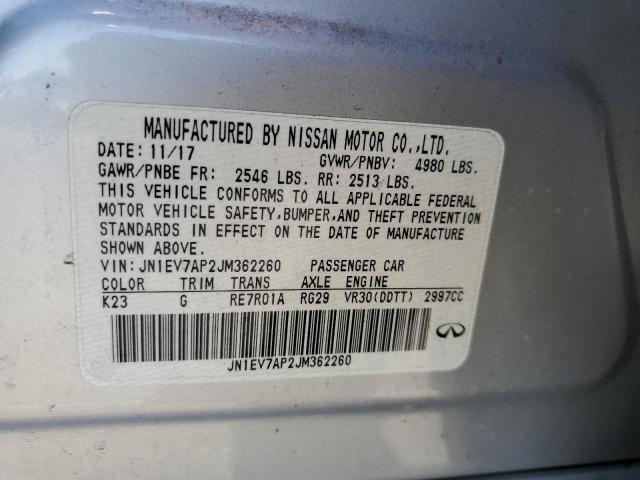 MANUFACTURED BY NISSAN MOTOR CO.,LTD.
DATE: 11/17 GVWR/PNBV: 4980 LBS.
GAWR/PNBE FR: 2546 LBS. RR: 2513 LBS.
THIS VEHICLE CONFORMS TO ALL APPLICABLE FEDERAL
MOTOR VEHICLE SAFETY,BUMPER,AND THEFT PREVENTION
STANDARDS IN EFFECT ON THE DATE OF MANUFACTURE
SHOWN ABOVE.
VIN:JN1EV7AP2JM362260 PASSENGER CAR
COLOR TRIM TRANS AXLE ENGINE
K23 G RE7R01A RG29 VR30(DDTT) 2997CC
JN1EV7AP2JM362260